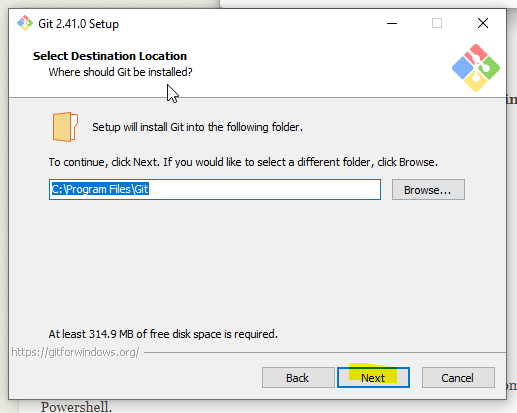 Git 2.41.0 Setup
Select Destination Location
Where should Git be installed?
in
Setup will install Git into the following folder.
To continue, click Next. If you would like to select a different folder, click Browse.
C:\Program Files\Git
Browse...
At least 314.9 MB of free disk space is required.
https://gitforwindows.org/
Back
Next
Cancel
om
Powershell.